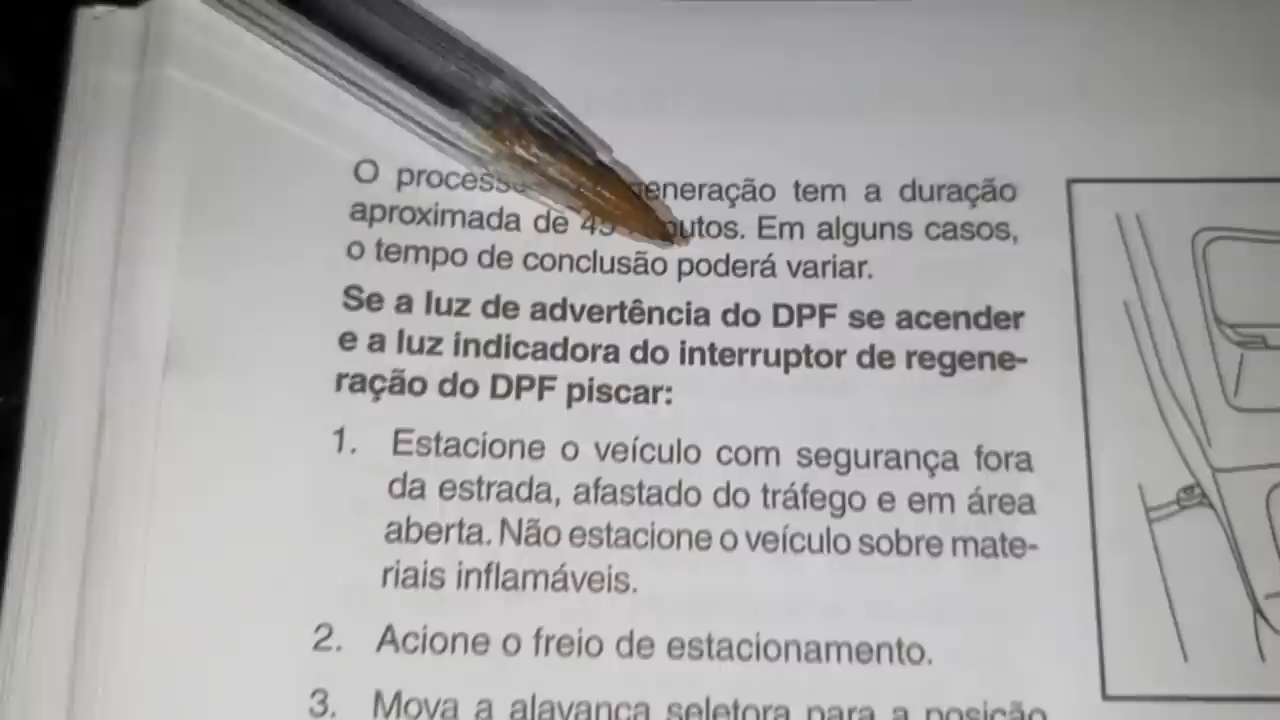 O processo eneração tem a duração
aproximada de 45 utos. Em alguns casos,
o tempo de conclusão poderá variar.
Se a luz de advertência do DPF se acender
e a luz indicadora do interruptor de regene-
ração do DPF piscar:
1. Estacione o veículo com segurança fora
da estrada, afastado do tráfego e em área
aberta. Não estacione o veículo sobre mate-
riais inflamáveis.
2. Acione o freio de estacionamento.
3. Mova a alavanca seletora para a posição